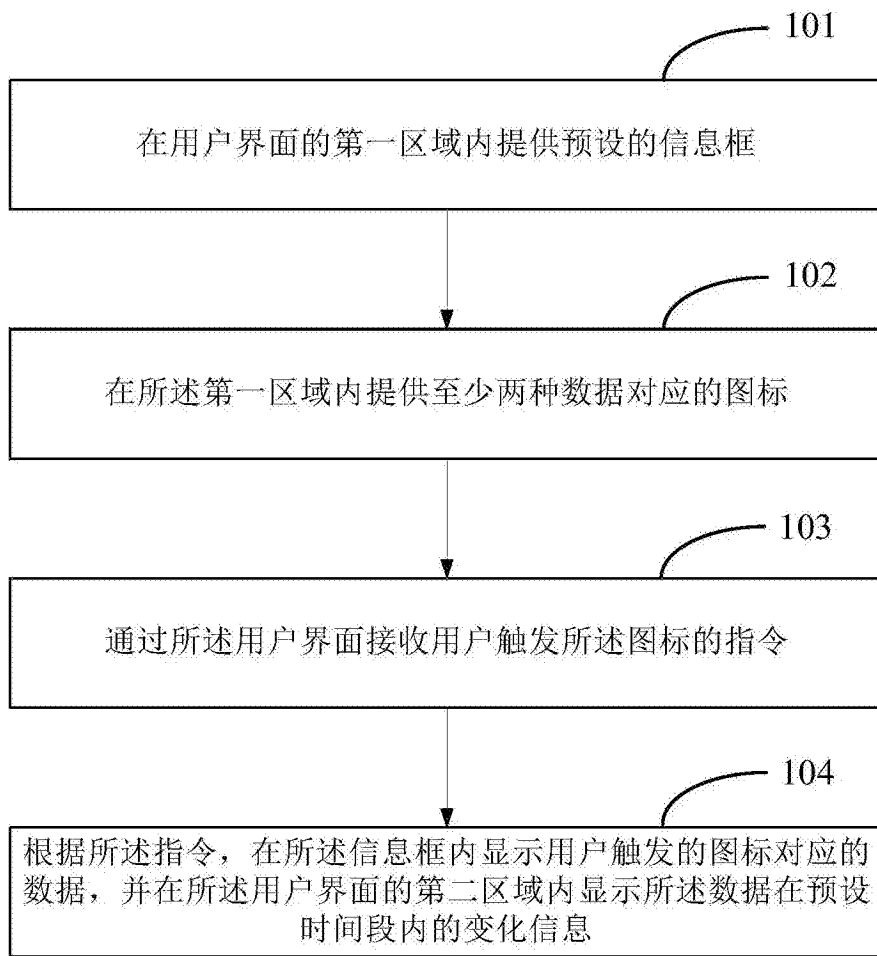 101
在用户界面的第一区域内提供预设的信息框
102
在所述第一区域内提供至少两种数据对应的图标
103
通过所述用户界面接收用户触发所述图标的指令
104
根据所述指令，在所述信息框内显示用户触发的图标对应的
数据，并在所述用户界面的第二区域内显示所述数据在预设
时间段内的变化信息